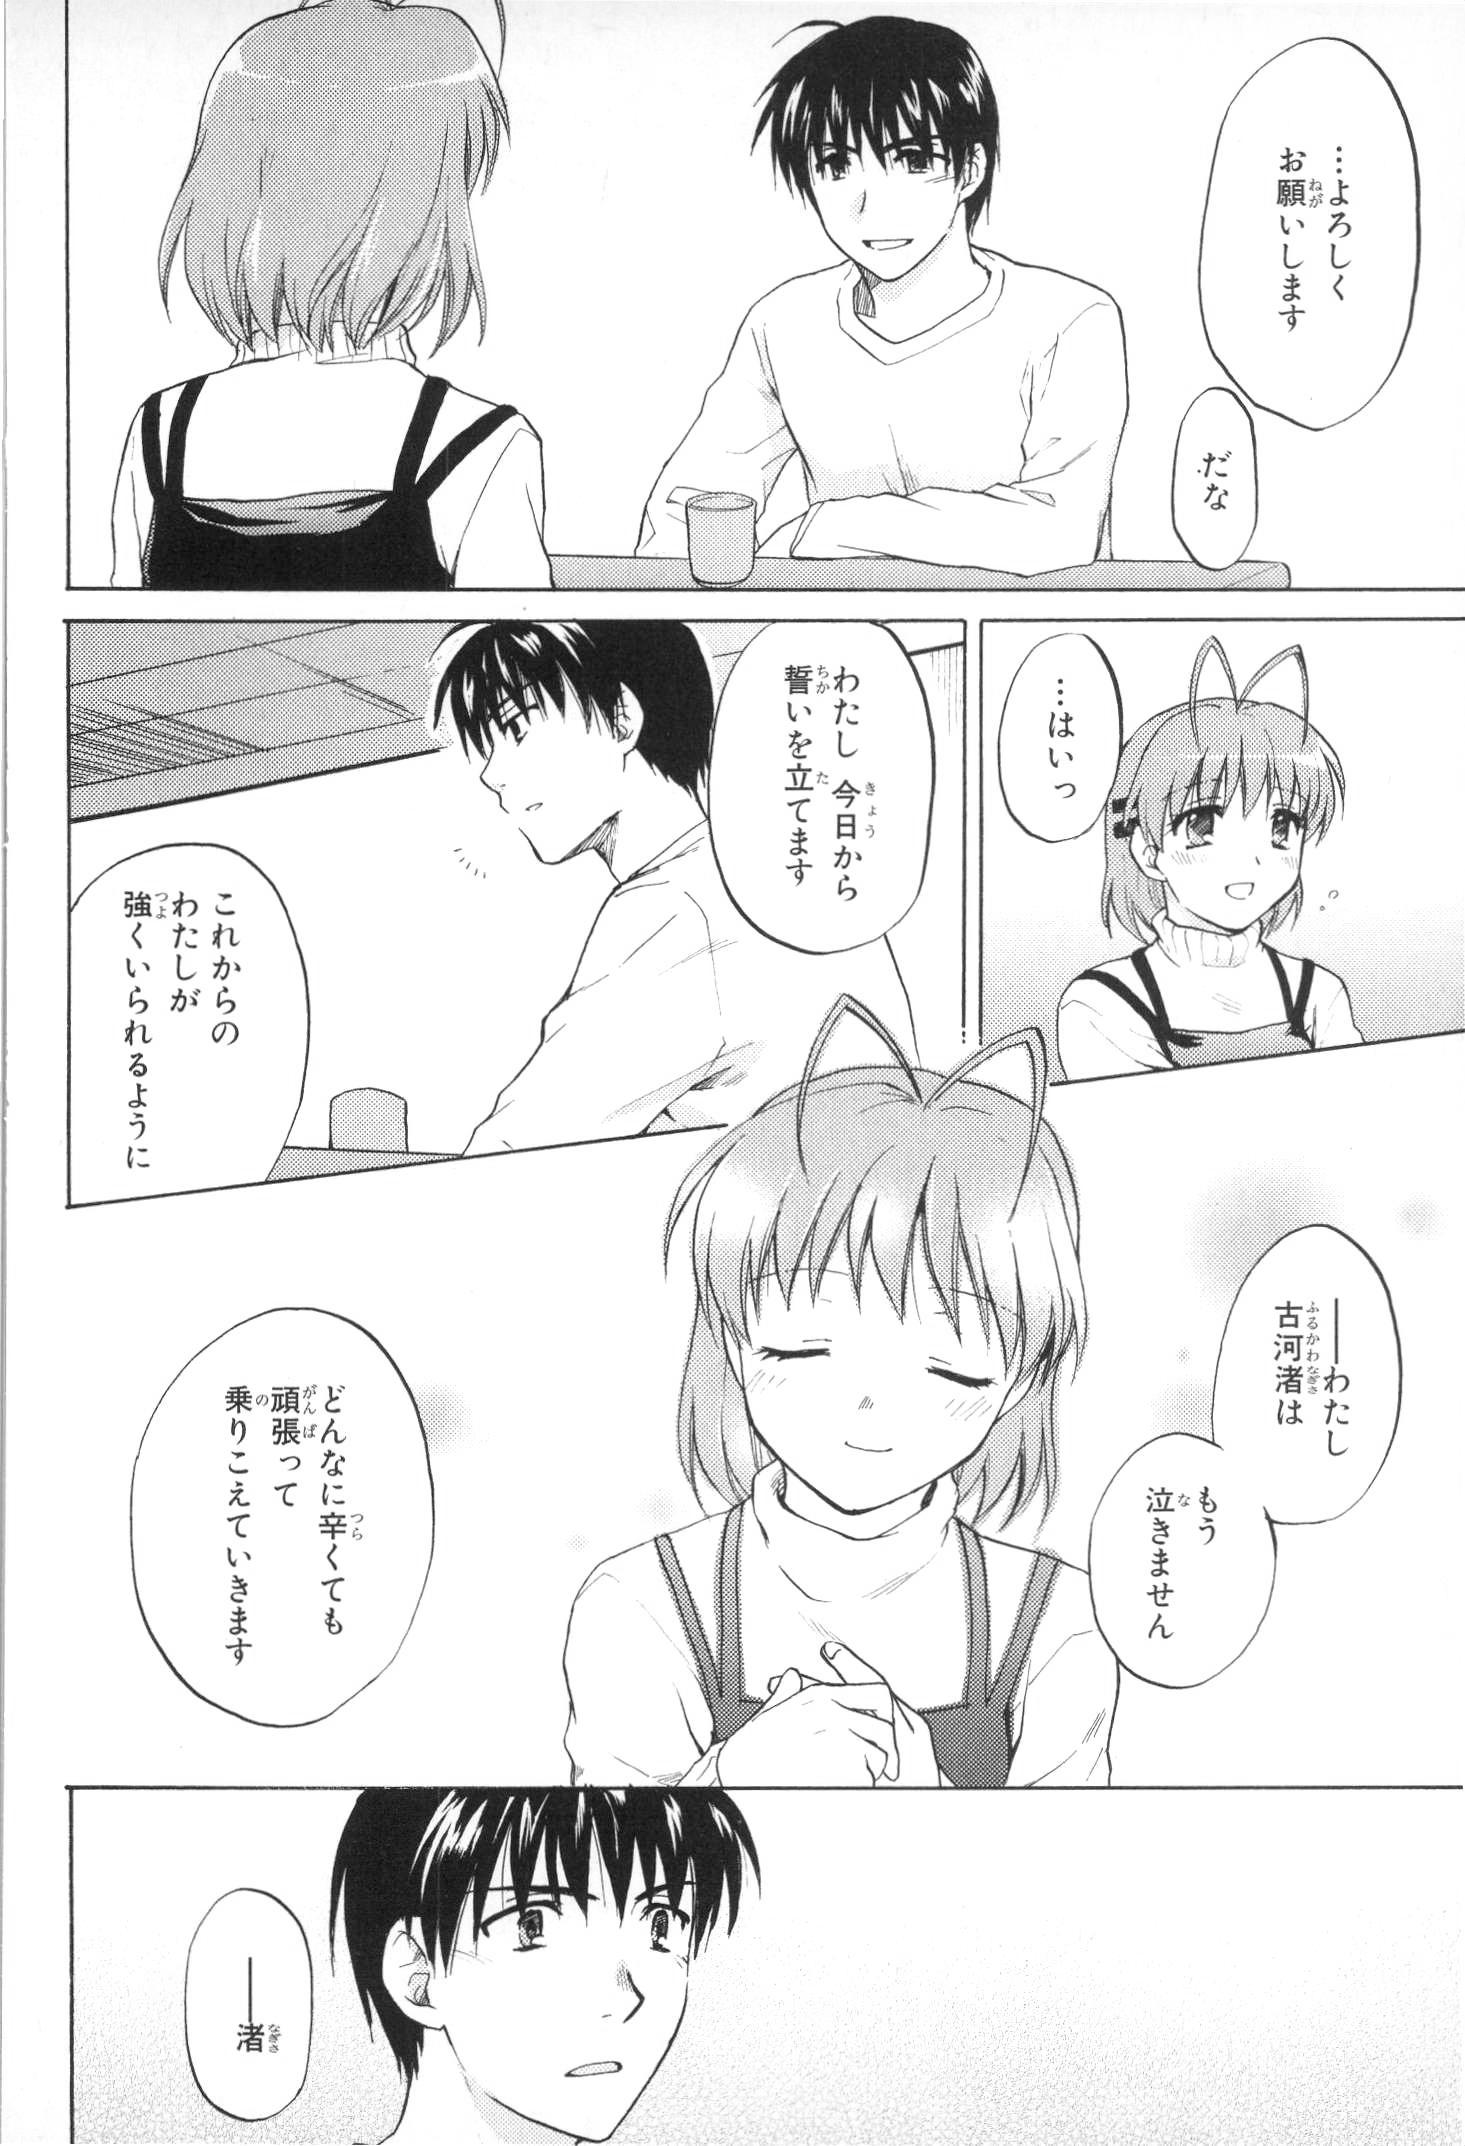 …よろしく
お願いします
だな
…はいっ
わたし 今日から
誓いを立てます
これからの
わたしが
強くいられるように
――わたし
古河渚は
もう
泣きません
どんなに辛くても
頑張って
乗りこえていきます
――渚